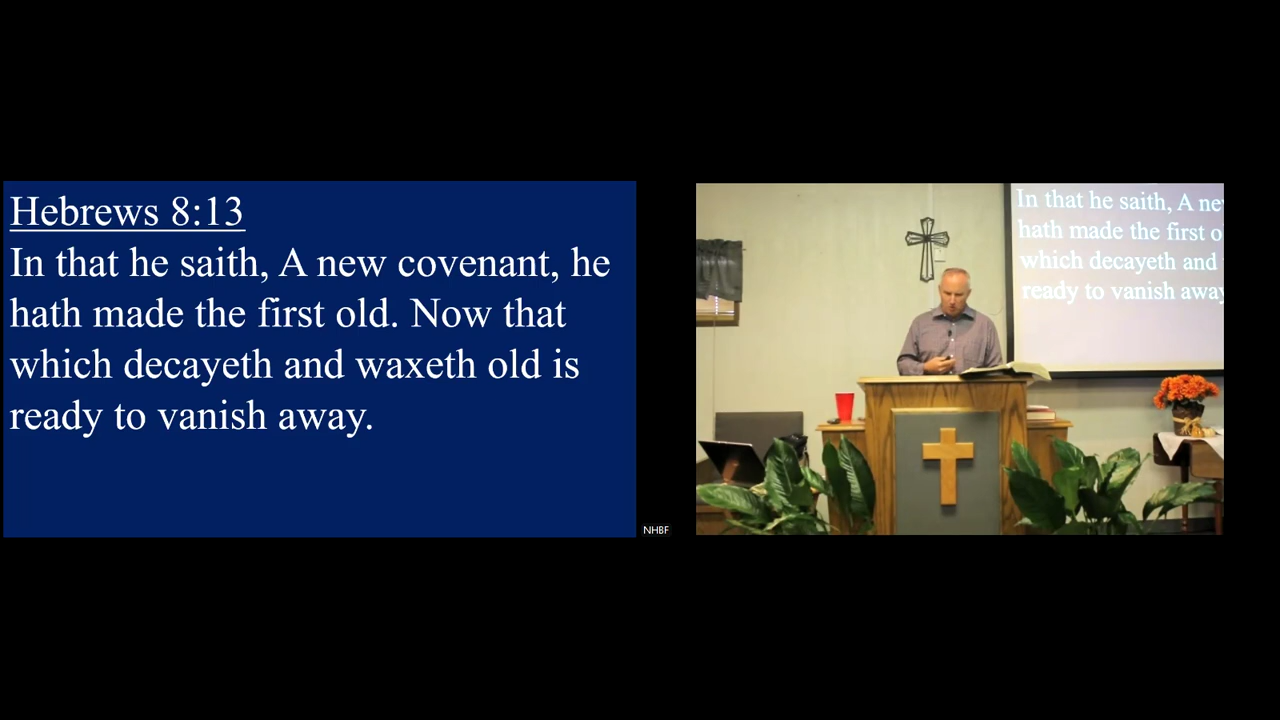 Hebrews 8:13
In that he saith, A new covenant, he
hath made the first old. Now that
which decayeth and waxeth old is
ready to vanish away.
NHBF
In that he saith, A ne
hath made the first o
which decayeth and
ready to vanish away